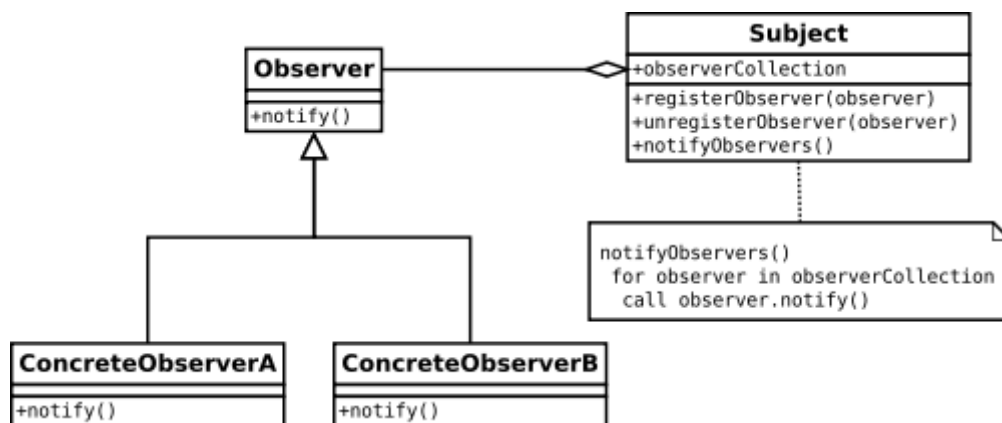 Observer
+notify()
Subject
+observerCollection
+registerObserver(observer)
+unregisterObserver(observer)
+notifyObservers()
notifyObservers()
for observer in observerCollection
call observer.notify()
ConcreteObserverA
+notify()
ConcreteObserverB
+notify()